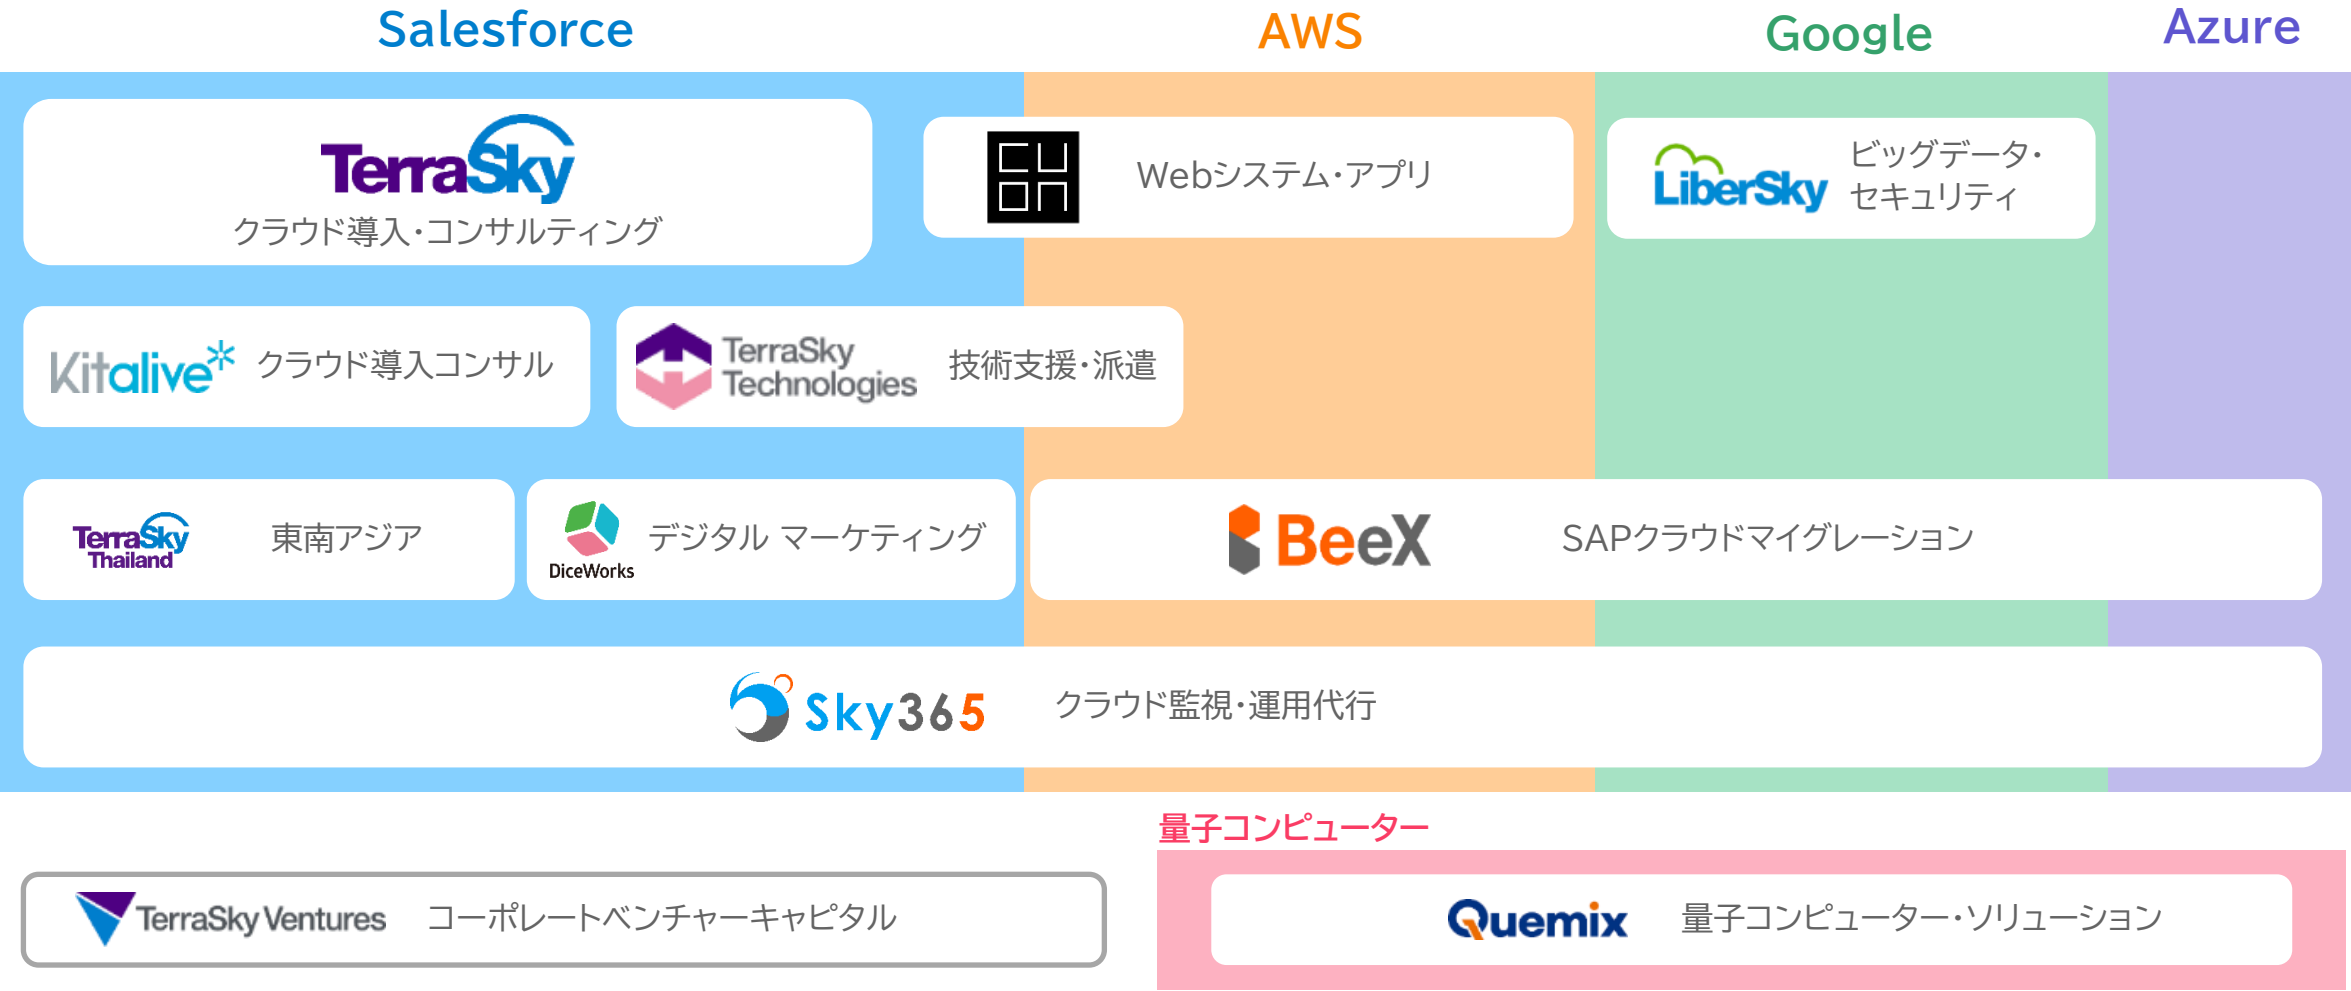 Salesforce
AWS
Google
Azure
TerraSky
クラウド導入・コンサルティング
CUON
Webシステム・アプリ
LiberSky
ビッグデータ・
セキュリティ
Kitalive
クラウド導入コンサル
TerraSky
Technologies
技術支援・派遣
TerraSky
Thailand
東南アジア
DiceWorks
デジタル マーケティング
BeeX
SAPクラウドマイグレーション
Sky365
クラウド監視・運用代行
量子コンピューター
TerraSky Ventures
コーポレートベンチャーキャピタル
Quemix
量子コンピューター・ソリューション